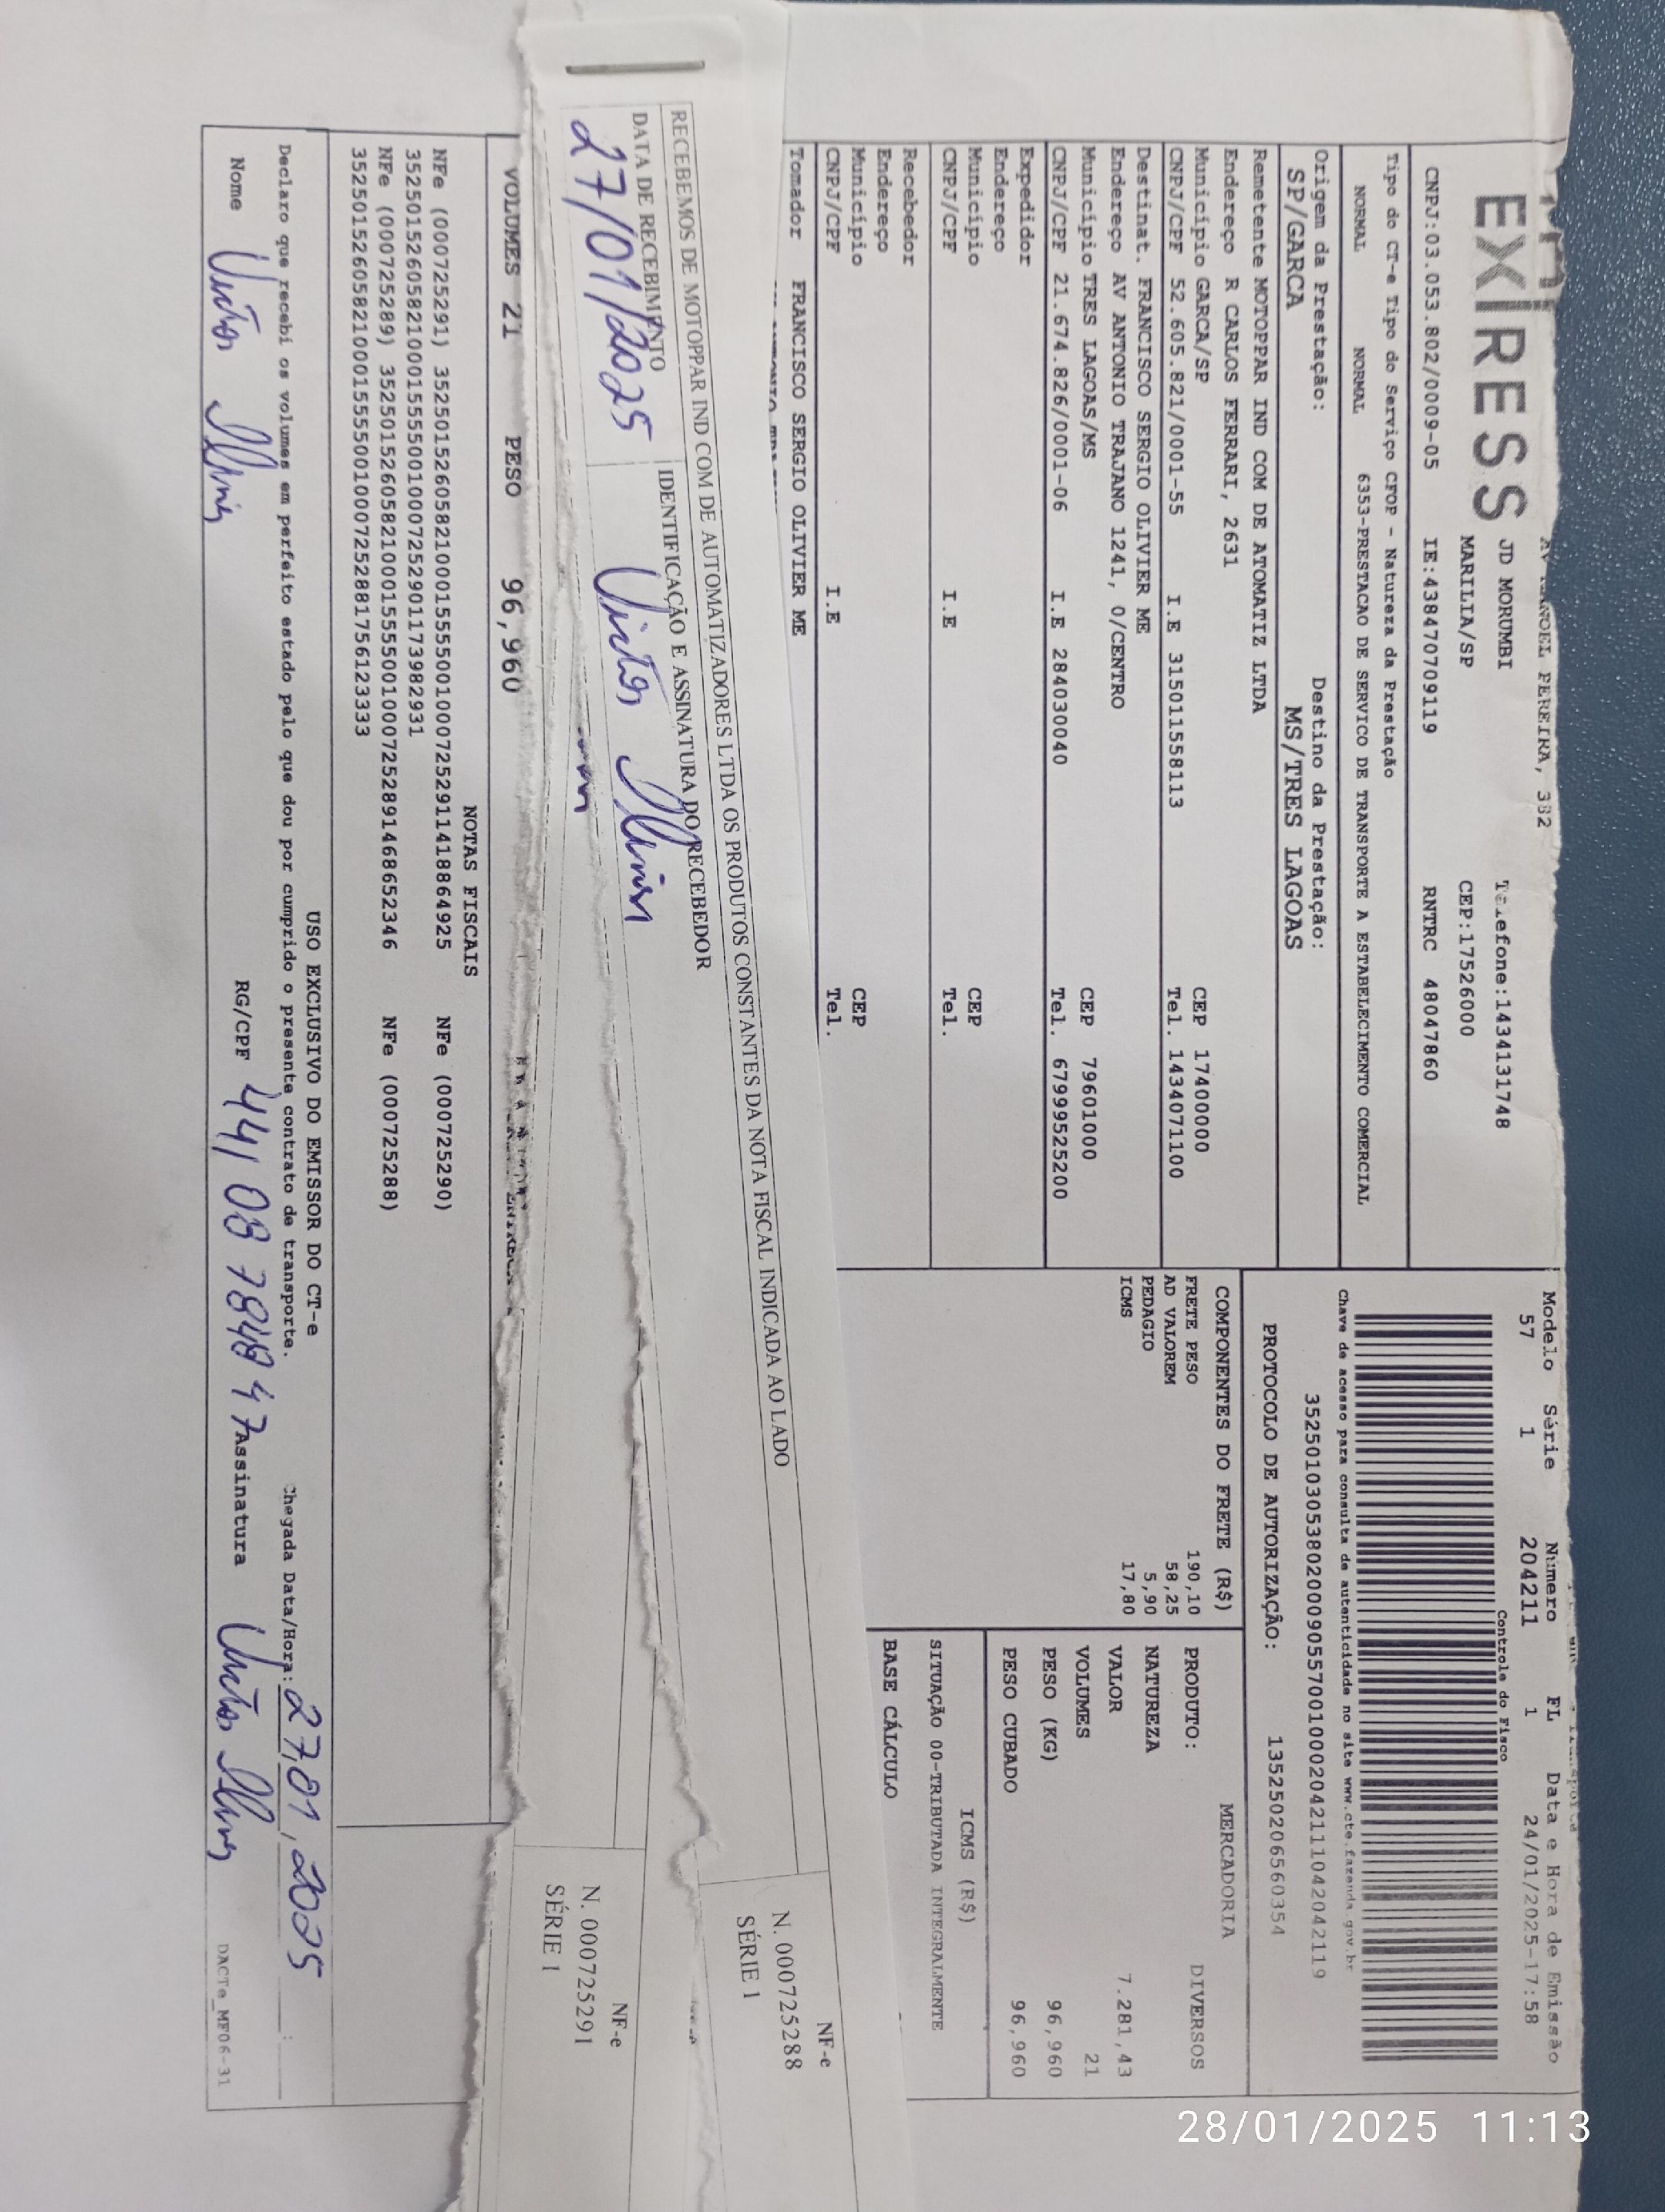 EXPRESS
AV MANOEL PEREIRA, 382
JD MORUMBI
Telefone:1434131748
MARILIA/SP
CEP:17526000
CNPJ:03.053.802/0009-05 IE:438470709119 RNTRC 48047860
Tipo do CT-e Tipo do Serviço CFOP - Natureza da Prestação
NORMAL NORMAL 6353-PRESTACAO DE SERVICO DE TRANSPORTE A ESTABELECIMENTO COMERCIAL
Origem da Prestação: Destino da Prestação:
SP/GARCA MS/TRES LAGOAS
Remetente MOTOPPAR IND COM DE ATOMATIZ LTDA
Endereço R CARLOS FERRARI, 2631
Município GARCA/SP CEP 17400000
CNPJ/CPF 52.605.821/0001-55 I.E 315011558113 Tel. 1434071100
Destinat. FRANCISCO SERGIO OLIVIER ME
Endereço AV ANTONIO TRAJANO 1241, 0/CENTRO
Município TRES LAGOAS/MS CEP 79601000
CNPJ/CPF 21.674.826/0001-06 I.E 284030040 Tel. 67999525200
Expedidor
Endereço
Município CEP
CNPJ/CPF I.E Tel.
Recebedor
Endereço
Município CEP
CNPJ/CPF I.E Tel.
Tomador FRANCISCO SERGIO OLIVIER ME
Modelo Série Número FL Data e Hora de Emissão
57 1 204211 1 24/01/2025-17:58
Controle do Fisco
Chave de acesso para consulta de autenticidade no site www.cte.fazenda.gov.br
35250103053802000905570010002042111042042119
PROTOCOLO DE AUTORIZAÇÃO: 135250206560354
COMPONENTES DO FRETE (R$)
FRETE PESO 190,10
AD VALOREM 58,25
PEDAGIO 5,90
ICMS 17,80
MERCADORIA
PRODUTO: DIVERSOS
NATUREZA
VALOR 7.281,43
VOLUMES 21
PESO (KG) 96,960
PESO CUBADO 96,960
ICMS (R$)
SITUAÇÃO 00-TRIBUTADA INTEGRALMENTE
BASE CÁLCULO
RECEBEMOS DE MOTOPPAR IND COM DE AUTOMATIZADORES LTDA OS PRODUTOS CONSTANTES DA NOTA FISCAL INDICADA AO LADO
DATA DE RECEBIMENTO IDENTIFICAÇÃO E ASSINATURA DO RECEBEDOR
27/01/2025 Victor
NF-e
N. 000725288
SÉRIE 1
NF-e
N. 000725291
SÉRIE 1
VOLUMES 21 PESO 96,960
NOTAS FISCAIS
NFe (000725291) 35250152605821000155550010007252911418864925 NFe (000725290)
35250152605821000155550010007252901173982931
NFe (000725289) 35250152605821000155550010007252891468652346 NFe (000725288)
35250152605821000155550010007252881756123333
USO EXCLUSIVO DO EMISSOR DO CT-e
Declaro que recebi os volumes em perfeito estado pelo que dou por cumprido o presente contrato de transporte. Chegada Data/Hora: 27,01,2025
Nome Victor RG/CPF Assinatura Victor
DACTe_MF06-31
28/01/2025 11:13